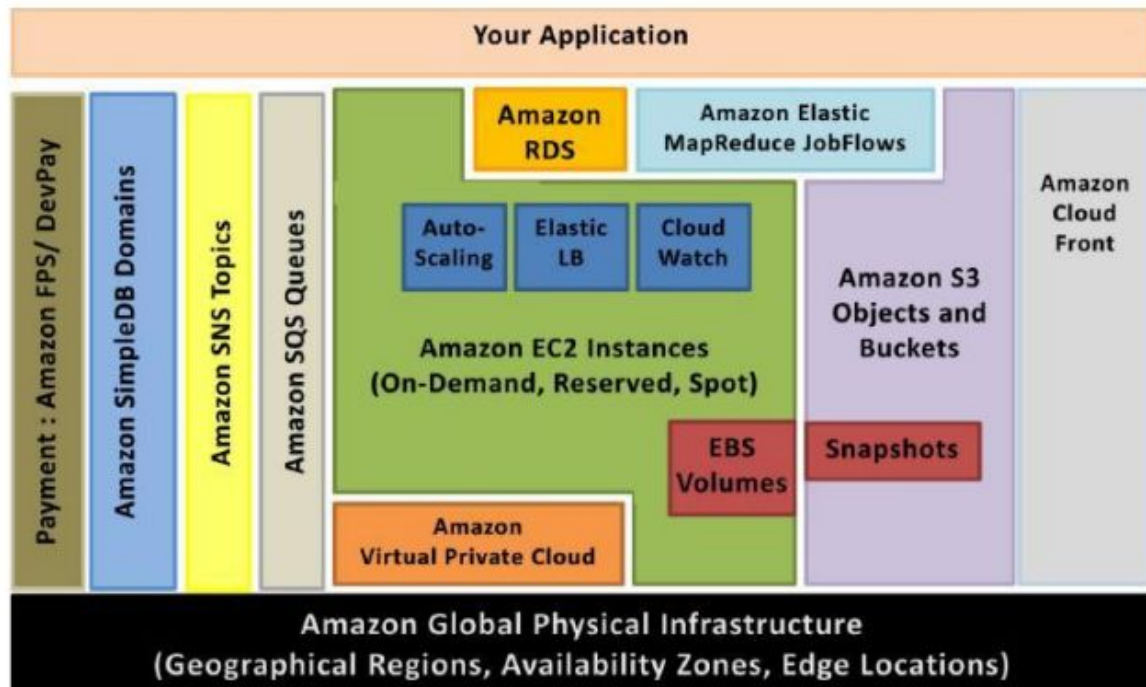 Your Application
Payment : Amazon FPS/ DevPay
Amazon SimpleDB Domains
Amazon SNS Topics
Amazon SQS Queues
Amazon
RDS
Amazon Elastic
MapReduce JobFlows
Auto-
Scaling
Elastic
LB
Cloud
Watch
Amazon EC2 Instances
(On-Demand, Reserved, Spot)
EBS
Volumes
Amazon
Virtual Private Cloud
Amazon S3
Objects and
Buckets
Snapshots
Amazon
Cloud
Front
Amazon Global Physical Infrastructure
(Geographical Regions, Availability Zones, Edge Locations)